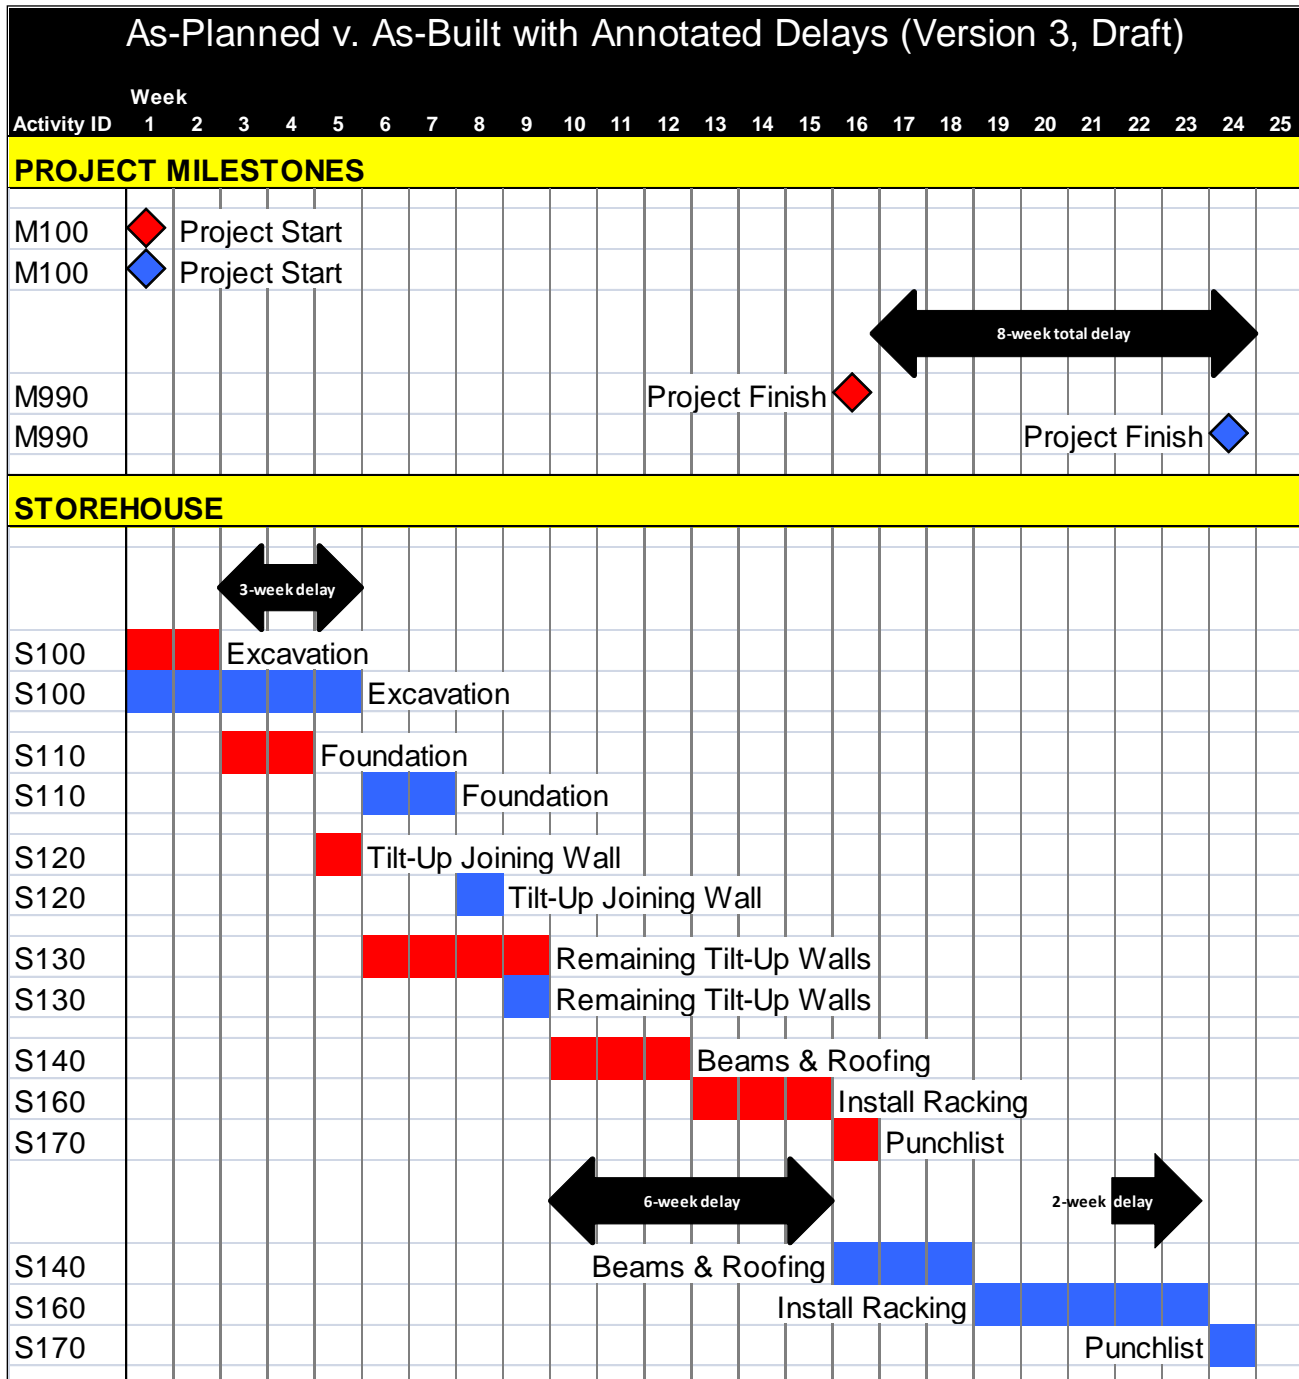 As-Planned v. As-Built with Annotated Delays (Version 3, Draft)
Week
Activity ID 1 2 3 4 5 6 7 8 9 10 11 12 13 14 15 16 17 18 19 20 21 22 23 24 25
PROJECT MILESTONES
M100 Project Start
M100 Project Start
8-week total delay
M990 Project Finish
M990 Project Finish
STOREHOUSE
3-week delay
S100 Excavation
S100 Excavation
S110 Foundation
S110 Foundation
S120 Tilt-Up Joining Wall
S120 Tilt-Up Joining Wall
S130 Remaining Tilt-Up Walls
S130 Remaining Tilt-Up Walls
S140 Beams & Roofing
S160 Install Racking
S170 Punchlist
6-week delay 2-week delay
S140 Beams & Roofing
S160 Install Racking
S170 Punchlist